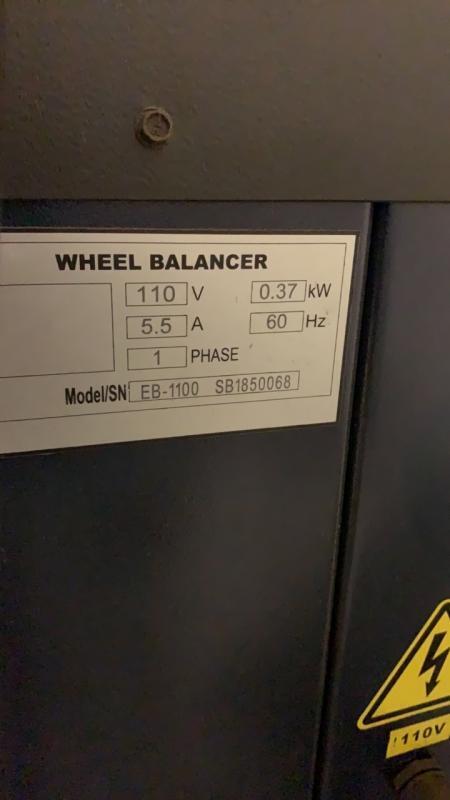 WHEEL BALANCER
110 V 0.37 kW
5.5 A 60 Hz
1 PHASE
Model/SN EB-1100 SB1850068
!110V